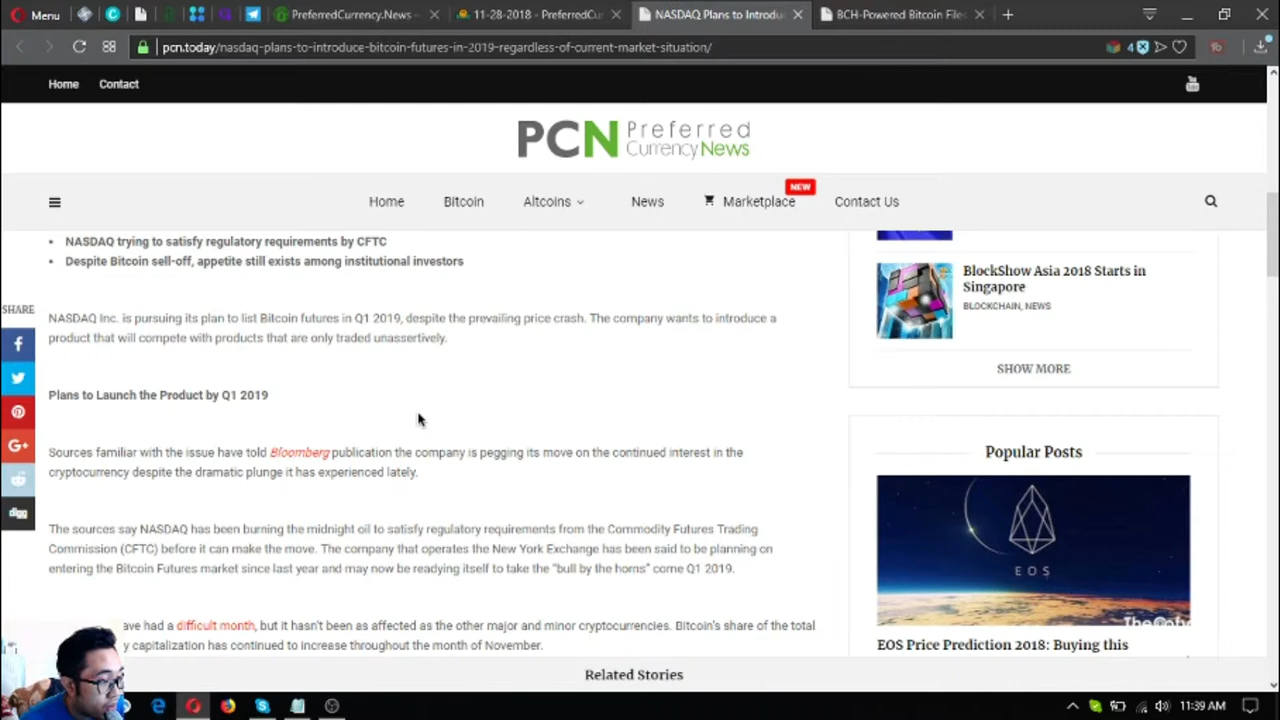 Menu
PreferredCurrency.News -
11-28-2018 - PreferredCu
NASDAQ Plans to Introdu
BCH-Powered Bitcoin Files
pcn.today/nasdaq-plans-to-introduce-bitcoin-futures-in-2019-regardless-of-current-market-situation/
4
Home
Contact
You
Tube
PCN Preferred
CurrencyNews
NEW
Home
Bitcoin
Altcoins
News
Marketplace
Contact Us
• NASDAQ trying to satisfy regulatory requirements by CFTC
• Despite Bitcoin sell-off, appetite still exists among institutional investors
BlockShow Asia 2018 Starts in
Singapore
BLOCKCHAIN, NEWS
SHARE
NASDAQ Inc. is pursuing its plan to list Bitcoin futures in Q1 2019, despite the prevailing price crash. The company wants to introduce a
product that will compete with products that are only traded unassertively.
SHOW MORE
Plans to Launch the Product by Q1 2019
Sources familiar with the issue have told Bloomberg publication the company is pegging its move on the continued interest in the
cryptocurrency despite the dramatic plunge it has experienced lately.
Popular Posts
EOS
digg
The sources say NASDAQ has been burning the midnight oil to satisfy regulatory requirements from the Commodity Futures Trading
Commission (CFTC) before it can make the move. The company that operates the New York Exchange has been said to be planning on
entering the Bitcoin Futures market since last year and may now be readying itself to take the "bull by the horns" come Q1 2019.
ave had a difficult month, but it hasn't been as affected as the other major and minor cryptocurrencies. Bitcoin's share of the total
y capitalization has continued to increase throughout the month of November.
EOS Price Prediction 2018: Buying this
Related Stories
11:39 AM